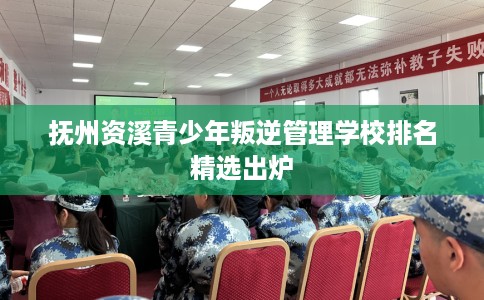 一个人无论取得多大成就都无法弥补教子失败
抚州资溪青少年叛逆管理学校排名
精选出炉